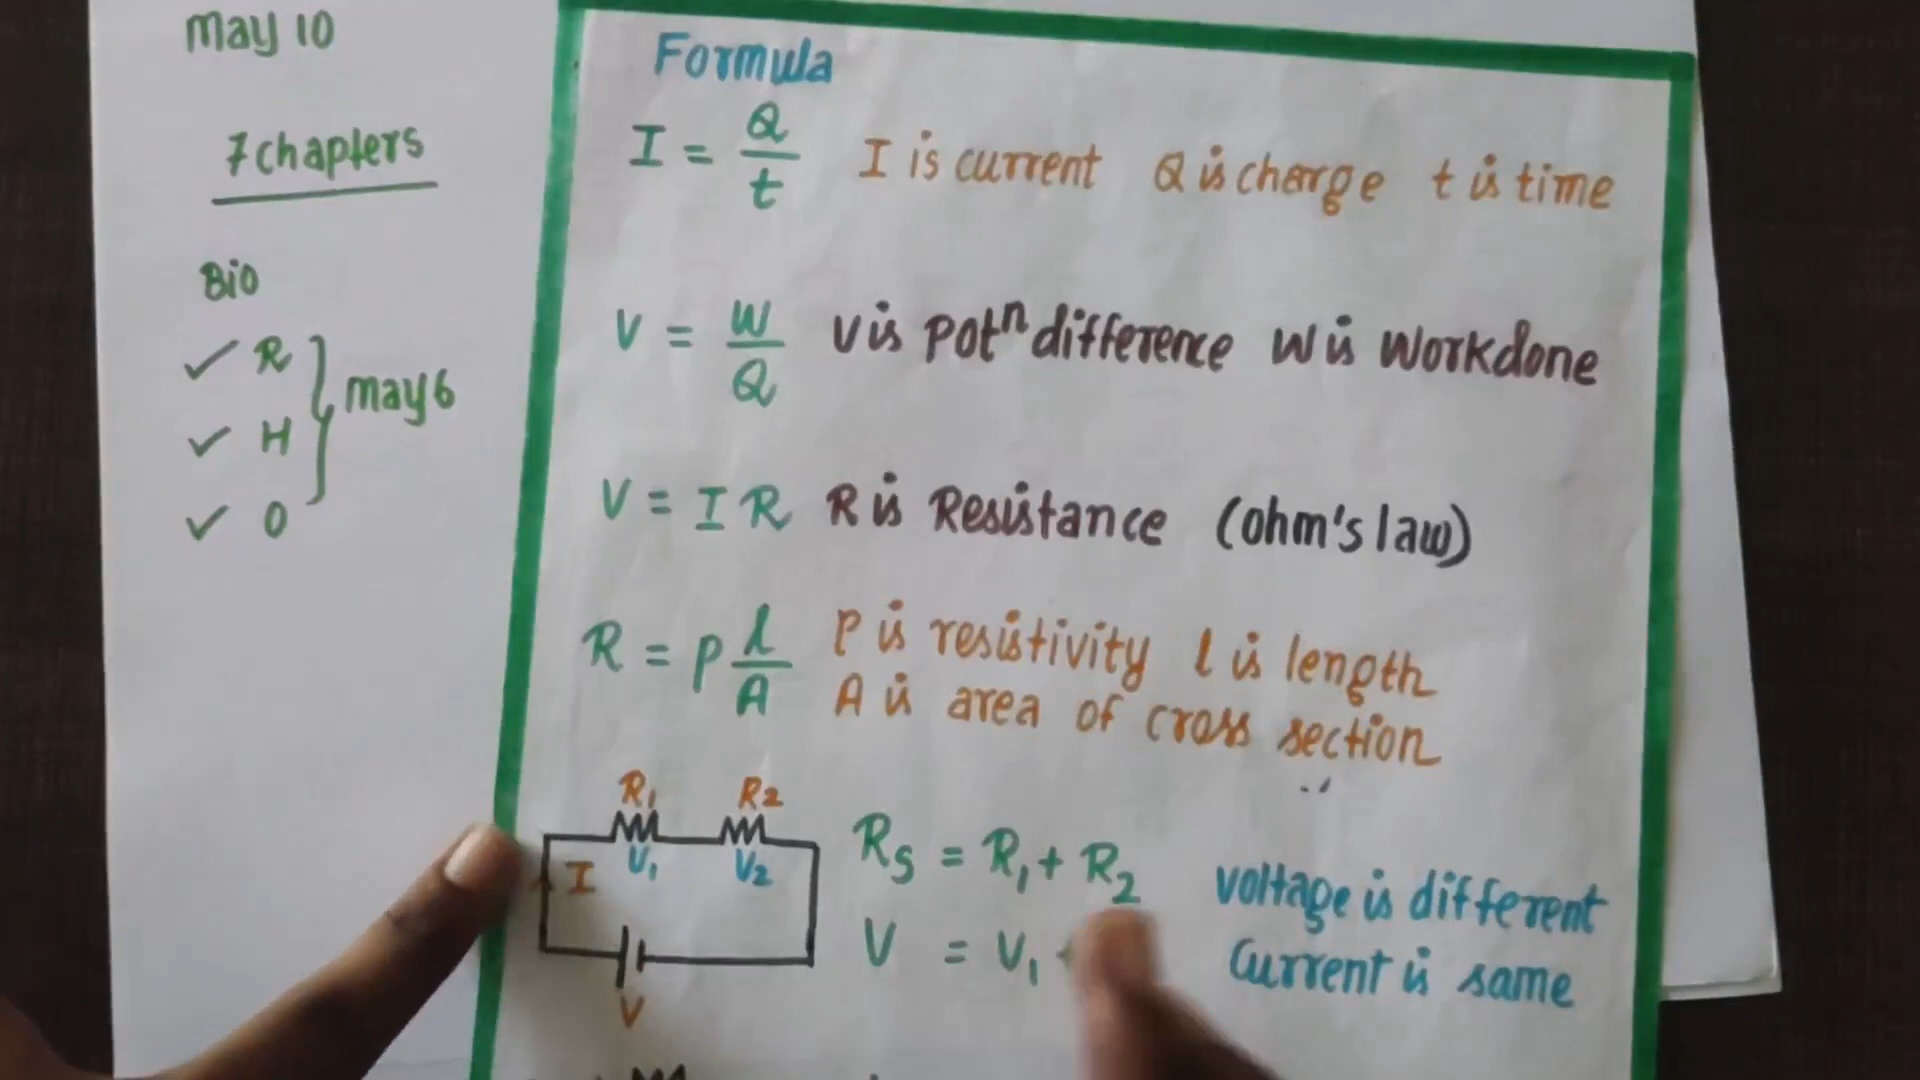 May 10
7 chapters
Bio
R
H
O
May 6
Formula
I = Q/t I is current Q is charge t is time
V = W/Q V is potⁿ difference W is workdone
V = IR R is Resistance (ohm's law)
R = ρ l/A ρ is resistivity l is length
A is area of cross section
R₁ R₂
V₁ V₂
I
V
Rₛ = R₁ + R₂
V = V₁ +
voltage is different
Current is same